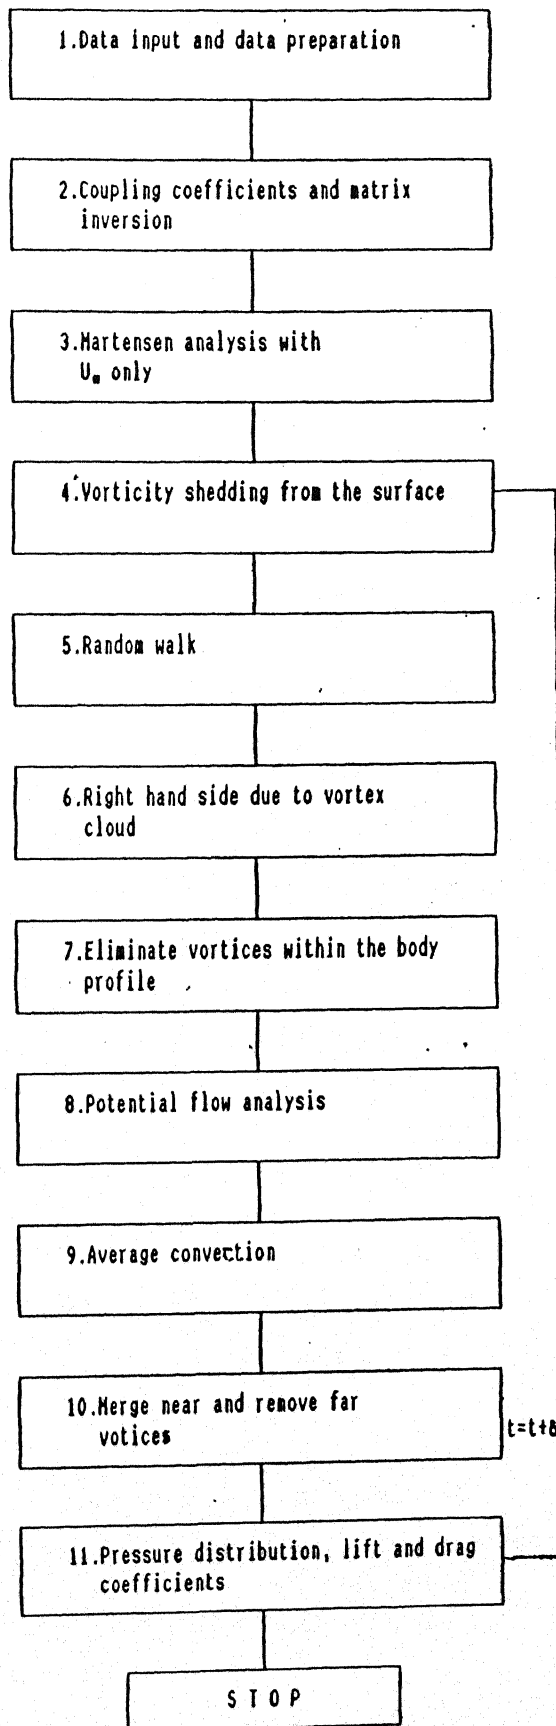 1.Data input and data preparation
2.Coupling coefficients and matrix
inversion
3.Martensen analysis with
U∞ only
4.Vorticity shedding from the surface
5.Random walk
6.Right hand side due to vortex
cloud
7.Eliminate vortices within the body
profile
8.Potential flow analysis
9.Average convection
10.Merge near and remove far
votices
t=t+δ
11.Pressure distribution, lift and drag
coefficients
S T O P